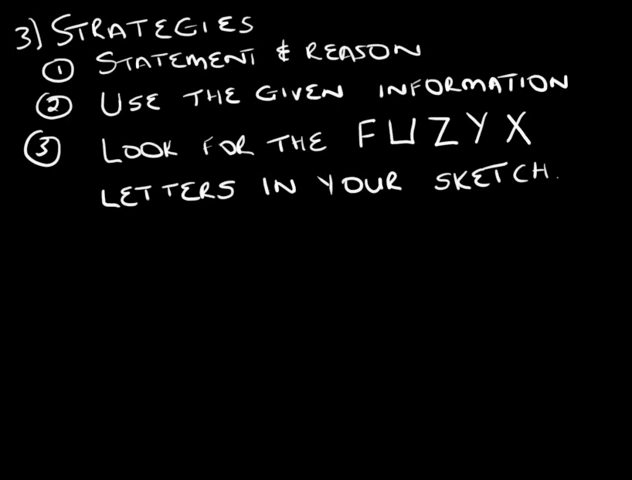 3) STRATEGIES
① STATEMENT & REASON
② USE THE GIVEN INFORMATION
③ LOOK FOR THE F U Z Y X
LETTERS IN YOUR SKETCH.